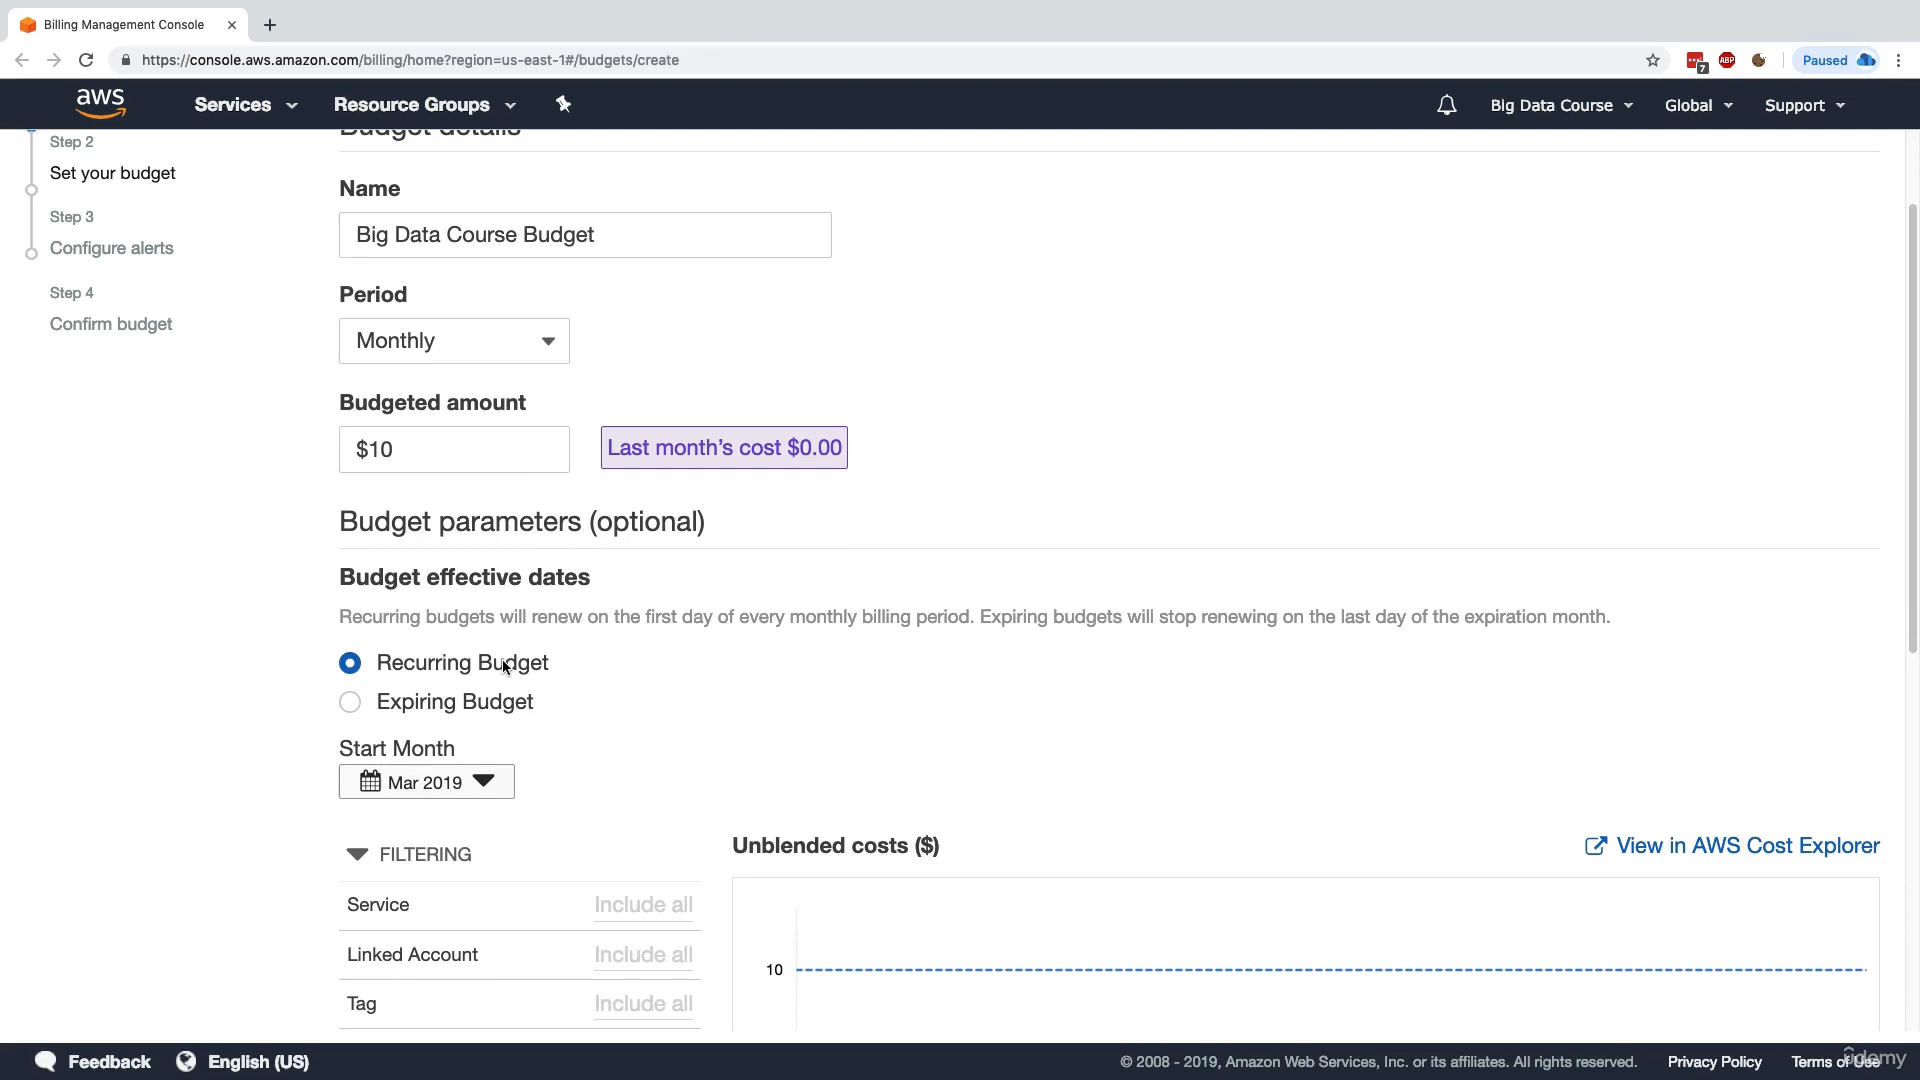 Billing Management Console
https://console.aws.amazon.com/billing/home?region=us-east-1#/budgets/create
7
ABP
Paused
aws
Services
Resource Groups
Big Data Course
Global
Support
Step 2
Set your budget
Step 3
Configure alerts
Step 4
Confirm budget
Budget details
Name
Big Data Course Budget
Period
Monthly
Budgeted amount
$10
Last month's cost $0.00
Budget parameters (optional)
Budget effective dates
Recurring budgets will renew on the first day of every monthly billing period. Expiring budgets will stop renewing on the last day of the expiration month.
Recurring Budget
Expiring Budget
Start Month
Mar 2019
FILTERING
Service Include all
Linked Account Include all
Tag Include all
Unblended costs ($)
View in AWS Cost Explorer
10
Feedback
English (US)
© 2008 - 2019, Amazon Web Services, Inc. or its affiliates. All rights reserved.
Privacy Policy
Terms of Use
ûdemy